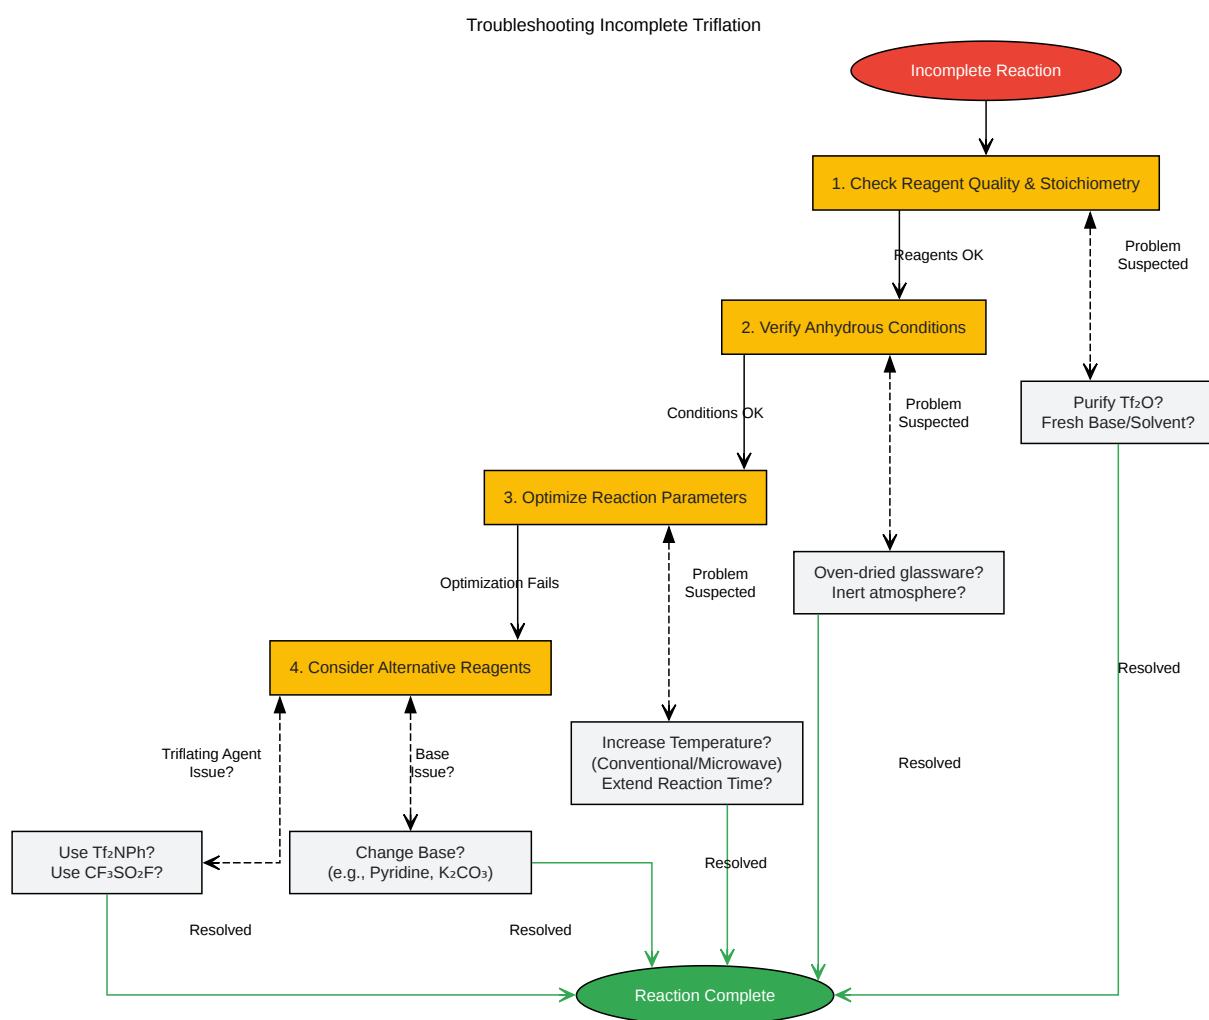 Troubleshooting Incomplete Triflation
Incomplete Reaction
1. Check Reagent Quality & Stoichiometry
Reagents OK
Problem
Suspected
2. Verify Anhydrous Conditions
Conditions OK
Problem
Suspected
Purify Tf₂O?
Fresh Base/Solvent?
3. Optimize Reaction Parameters
Optimization Fails
Problem
Suspected
Oven-dried glassware?
Inert atmosphere?
Resolved
4. Consider Alternative Reagents
Triflating Agent
Issue?
Base
Issue?
Increase Temperature?
(Conventional/Microwave)
Extend Reaction Time?
Resolved
Use Tf₂NPh?
Use CF₃SO₂F?
Change Base?
(e.g., Pyridine, K₂CO₃)
Resolved
Resolved
Resolved
Reaction Complete